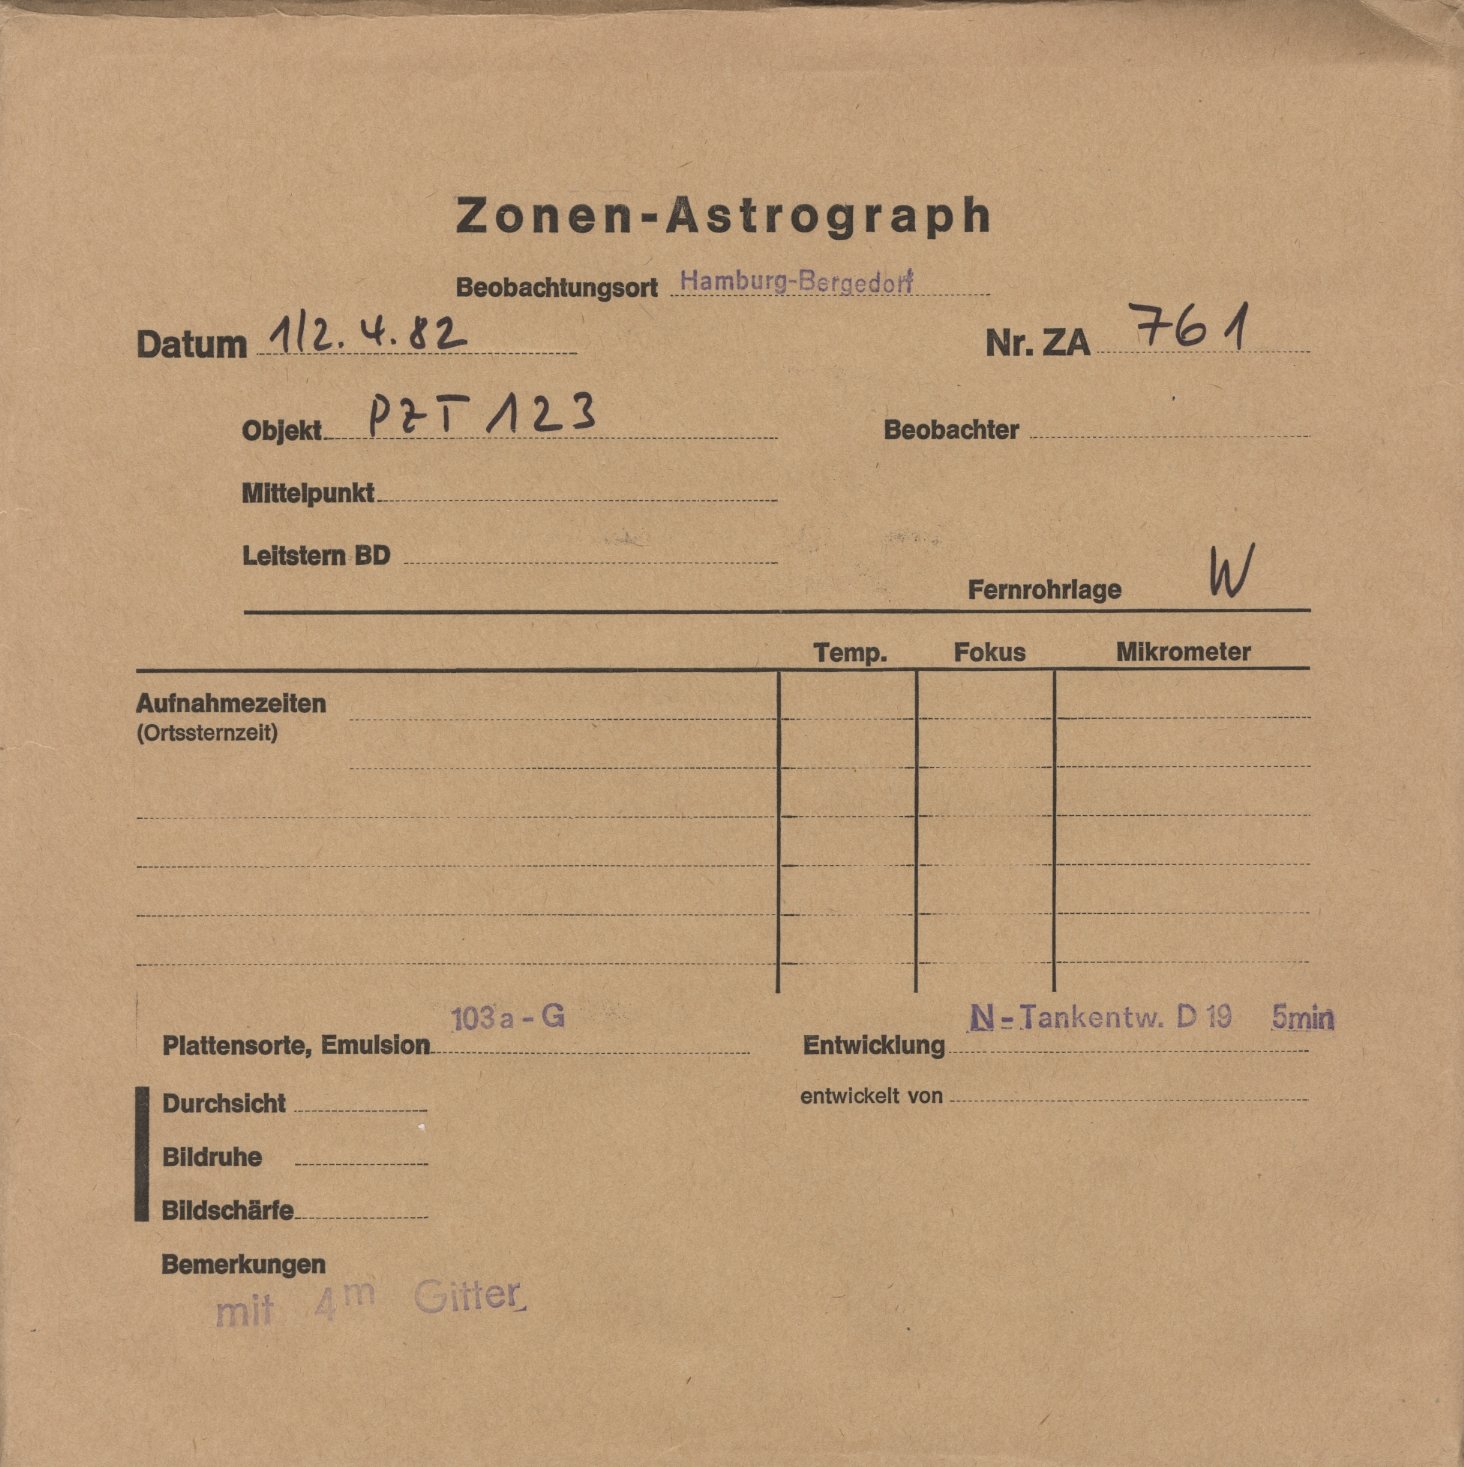 Zonen-Astrograph
Beobachtungsort Hamburg-Bergedorf
Datum 1/2. 4. 82 Nr. ZA 761
Objekt PZT 123 Beobachter
Mittelpunkt
Leitstern BD
Fernrohrlage W
Temp. Fokus Mikrometer
Aufnahmezeiten
(Ortssternzeit)
Plattensorte, Emulsion 103a-G Entwicklung N-Tankentw. D 19 5min
Durchsicht entwickelt von
Bildruhe
Bildschärfe
Bemerkungen
mit 4m Gitter